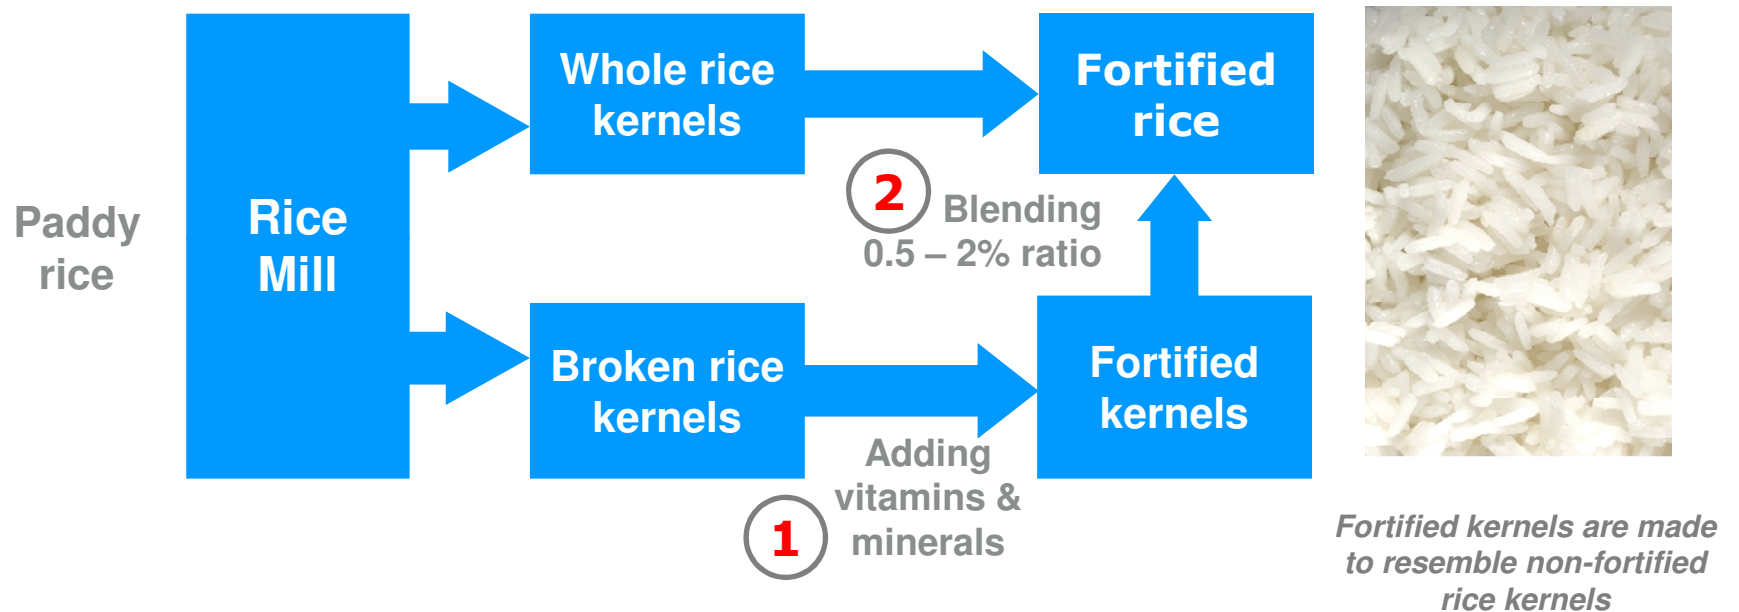 Paddy
rice
Rice
Mill
Whole rice
kernels
Broken rice
kernels
2
Blending
0.5 – 2% ratio
1
Adding
vitamins &
minerals
Fortified
rice
Fortified
kernels
Fortified kernels are made
to resemble non-fortified
rice kernels